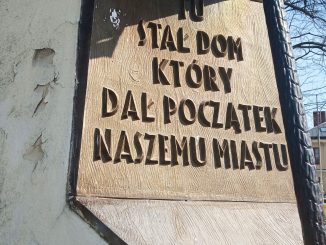 TU
STAŁ DOM
KTÓRY
DAŁ POCZĄTEK
NASZEMU MIASTU